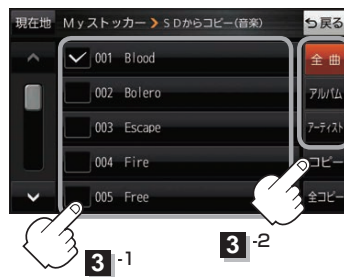 現在地 Myストッカー > SDからコピー(音楽) 戻る
全曲
アルバム
アーティスト
コピー
全コピー
001 Blood
002 Bolero
003 Escape
004 Fire
005 Free
3 -1
3 -2